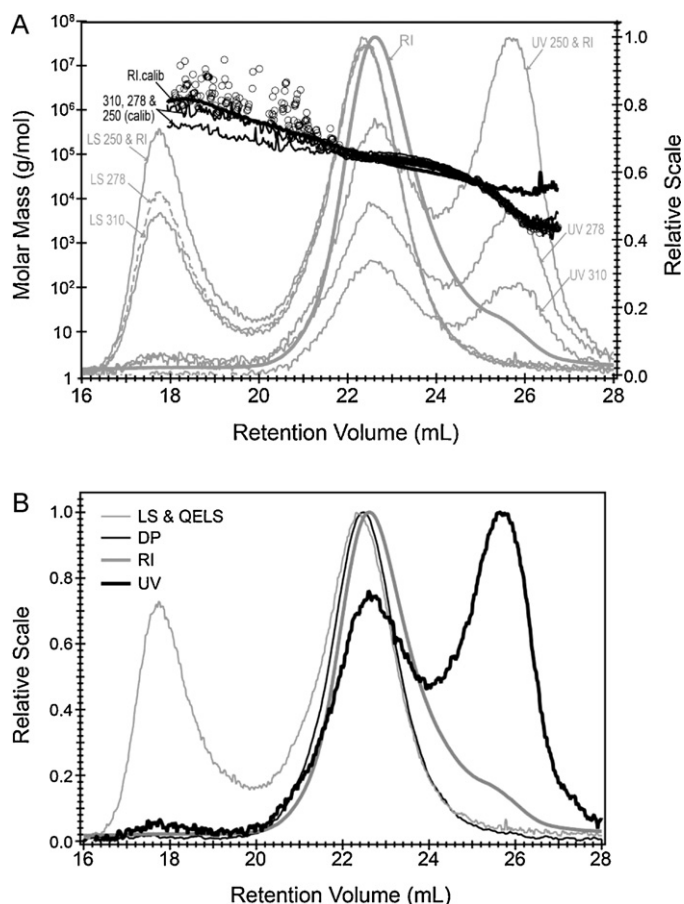 A
10⁸
10⁷
10⁶
10⁵
10⁴
10³
100
10
1
Molar Mass (g/mol)
RI.calib
310, 278 &
250 (calib)
LS 250 & RI
LS 278
LS 310
RI
UV 250 & RI
UV 278
UV 310
1.0
0.8
0.6
0.4
0.2
0.0
Relative Scale
16 18 20 22 24 26 28
Retention Volume (mL)
B
LS & QELS
DP
RI
UV
1.0
0.8
0.6
0.4
0.2
0.0
Relative Scale
16 18 20 22 24 26 28
Retention Volume (mL)